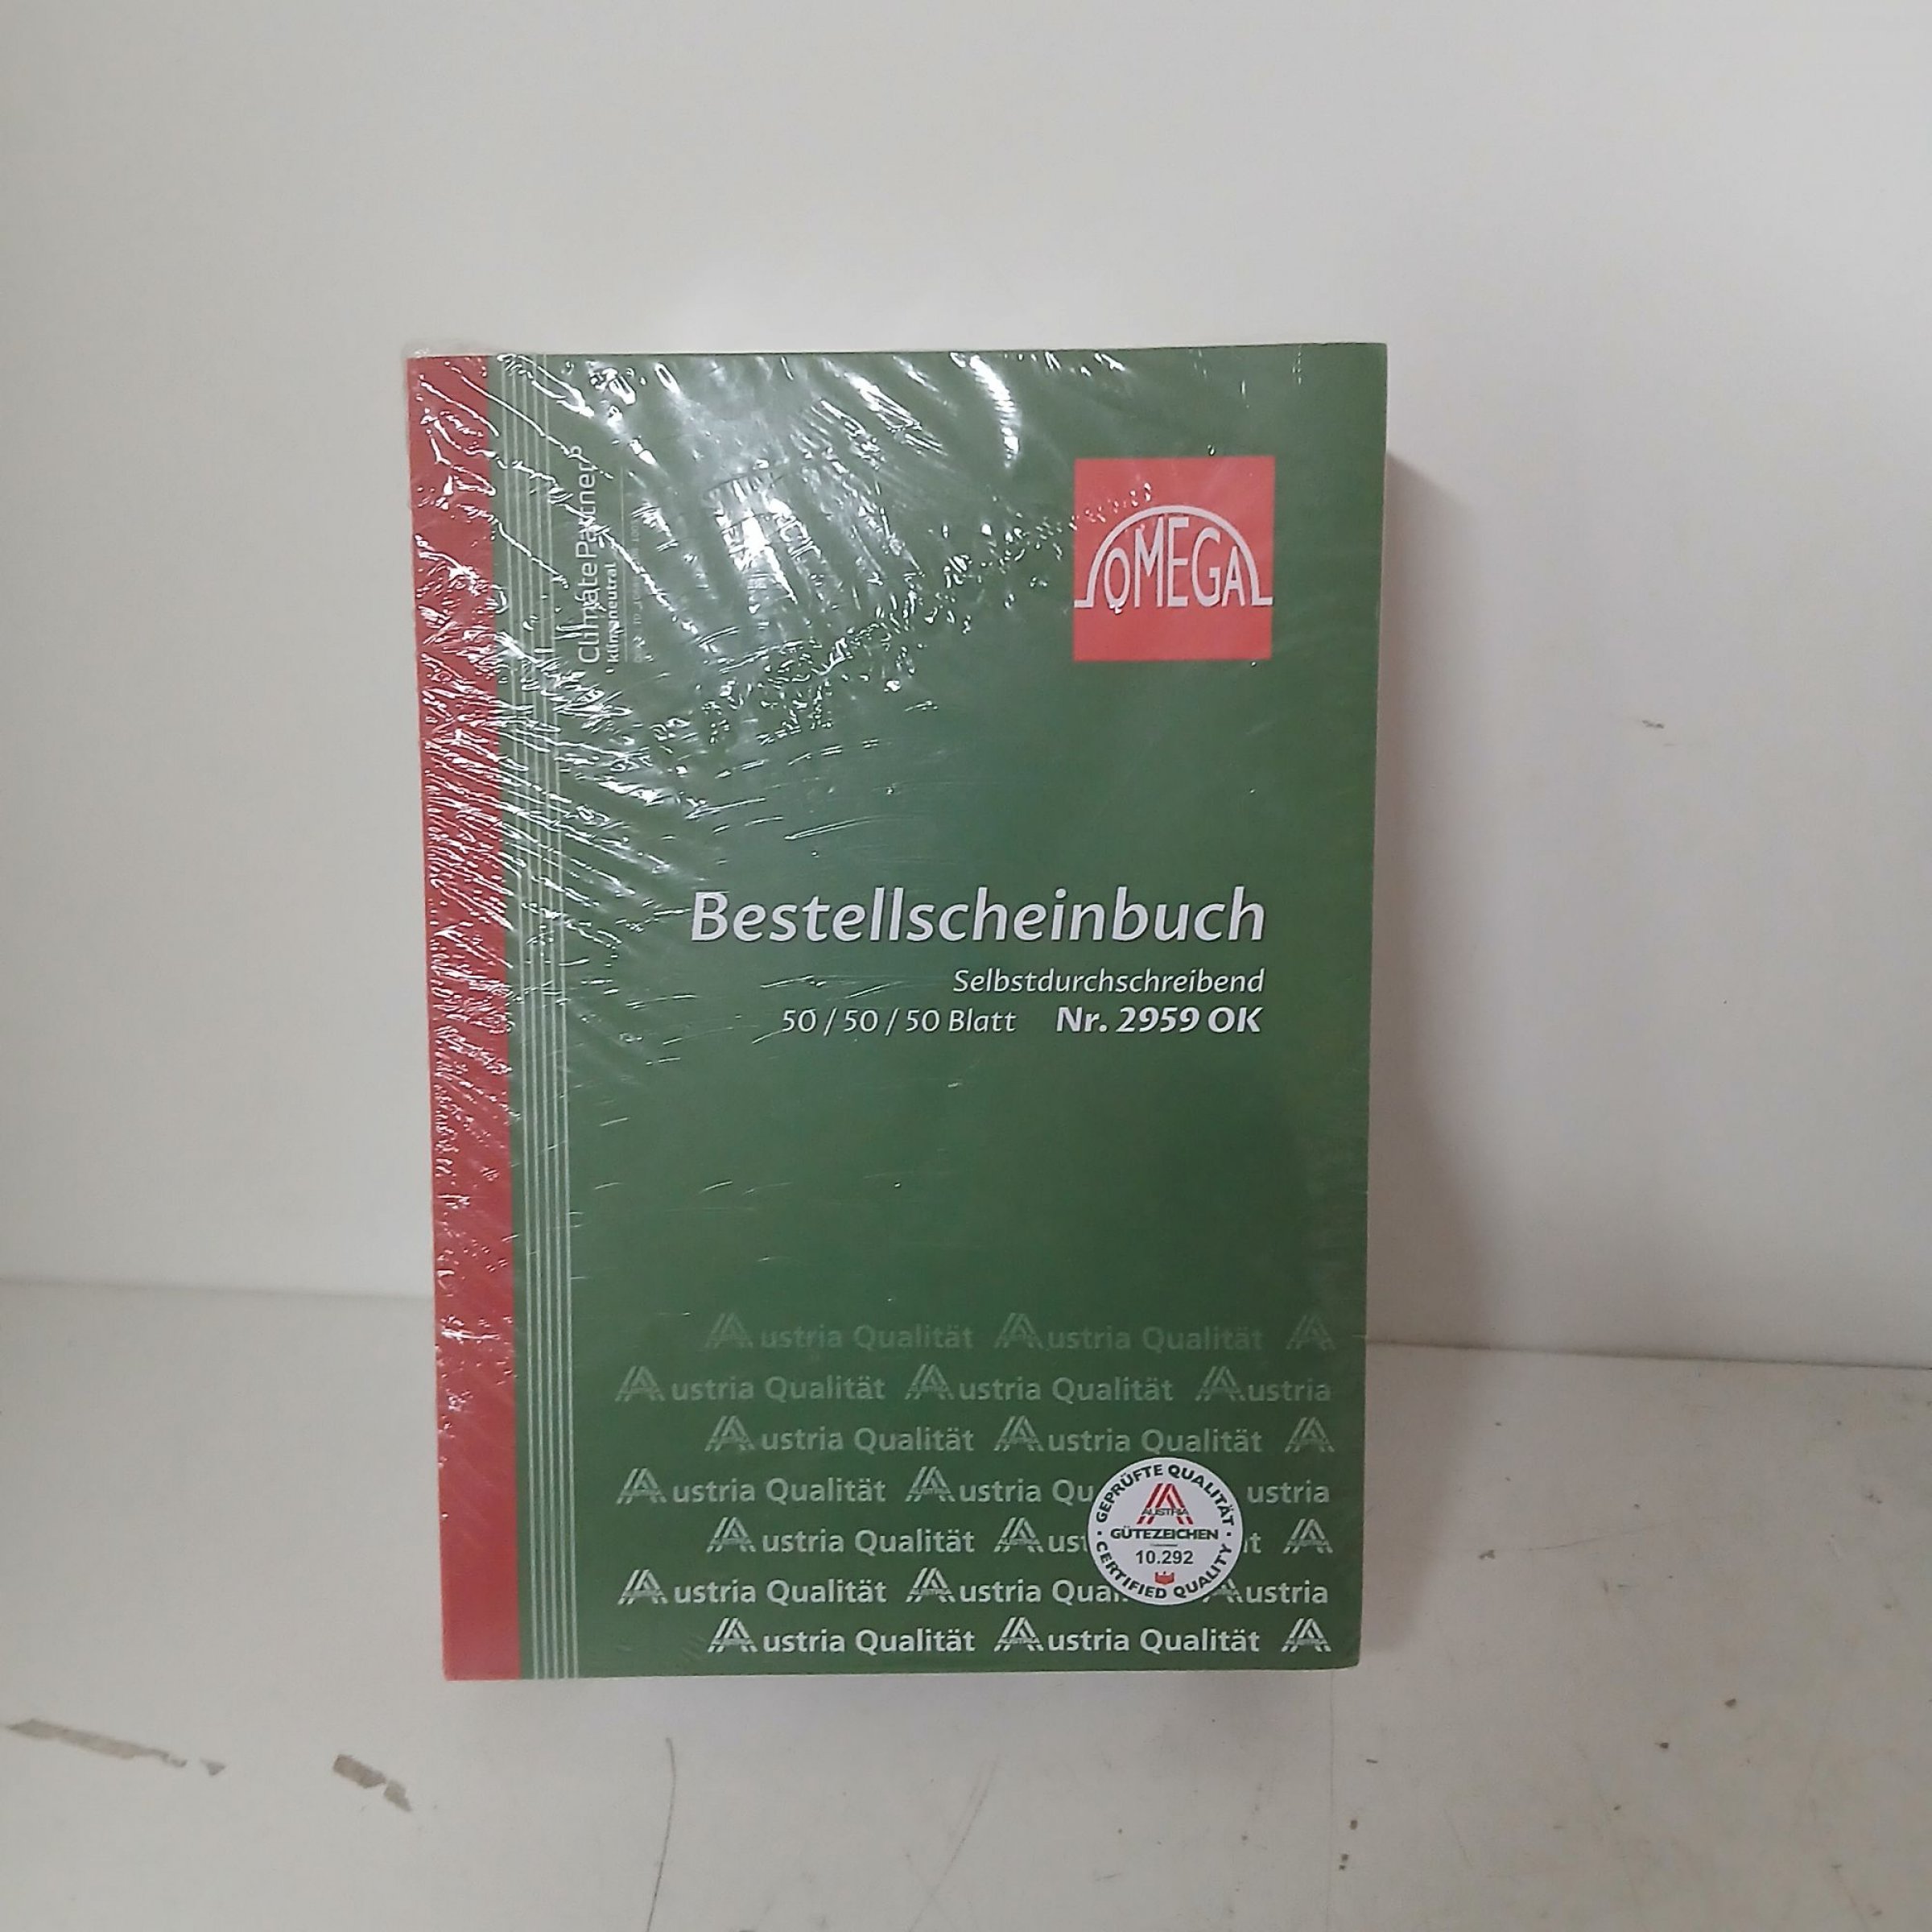 ClimatePartner
klimaneutral
OMEGA
Bestellscheinbuch
Selbstdurchschreibend
50 / 50 / 50 Blatt Nr. 2959 OK
Austria Qualität Austria Qualität A
Austria Qualität Austria Qualität Austria
Austria Qualität Austria Qualität A
Austria Qualität Austria Qu ustria
Austria Qualität Aust t A
Austria Qualität Austria Qua Austria
Austria Qualität Austria Qualität A
GEPRÜFTE QUALITÄT
AUSTRIA
GÜTEZEICHEN
10.292
CERTIFIED QUALITY